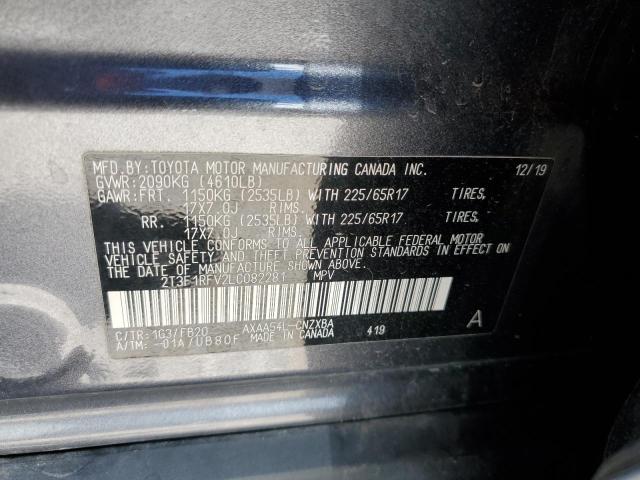 MFD. BY: TOYOTA MOTOR MANUFACTURING CANADA INC. 12/19
GVWR: 2090KG (4610LB)
GAWR: FRT. 1150KG (2535LB) WITH 225/65R17 TIRES,
17X7.0J RIMS,
RR. 1150KG (2535LB) WITH 225/65R17 TIRES,
17X7.0J RIMS,
THIS VEHICLE CONFORMS TO ALL APPLICABLE FEDERAL MOTOR
VEHICLE SAFETY AND THEFT PREVENTION STANDARDS IN EFFECT ON
THE DATE OF MANUFACTURE SHOWN ABOVE.
2T3F1RFV2LC082281 MPV
C/TR: 1G3/FB20 AXAA54L-CNZXBA 419 A
A/TM: -01A/UB80F MADE IN CANADA